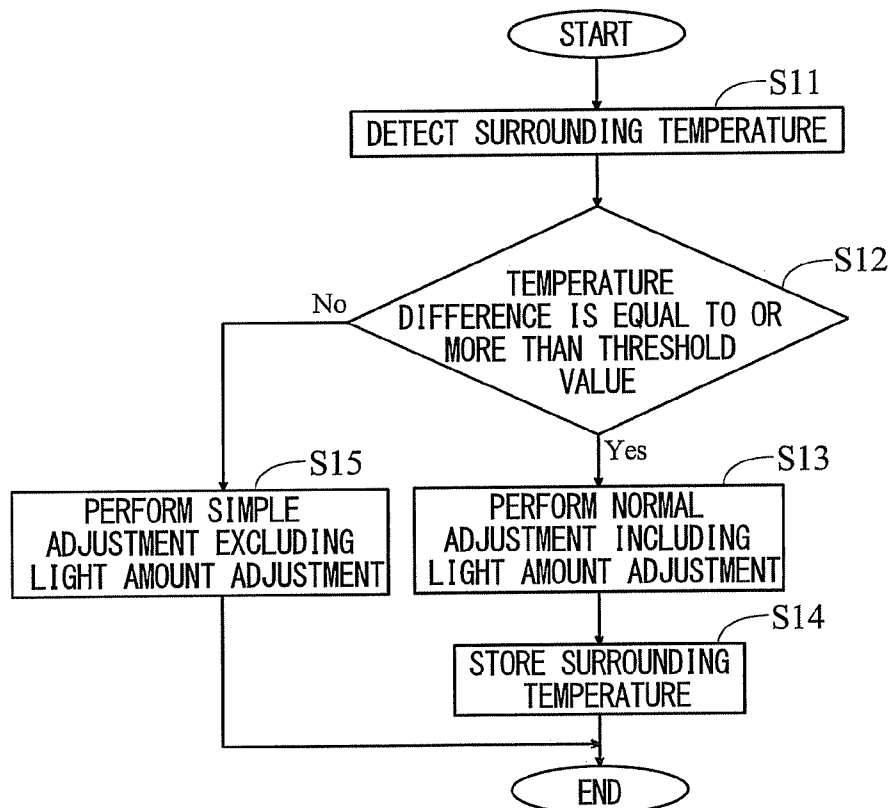 START
S11
DETECT SURROUNDING TEMPERATURE
S12
TEMPERATURE
DIFFERENCE IS EQUAL TO OR
MORE THAN THRESHOLD
VALUE
No
Yes
S15
PERFORM SIMPLE
ADJUSTMENT EXCLUDING
LIGHT AMOUNT ADJUSTMENT
S13
PERFORM NORMAL
ADJUSTMENT INCLUDING
LIGHT AMOUNT ADJUSTMENT
S14
STORE SURROUNDING
TEMPERATURE
END